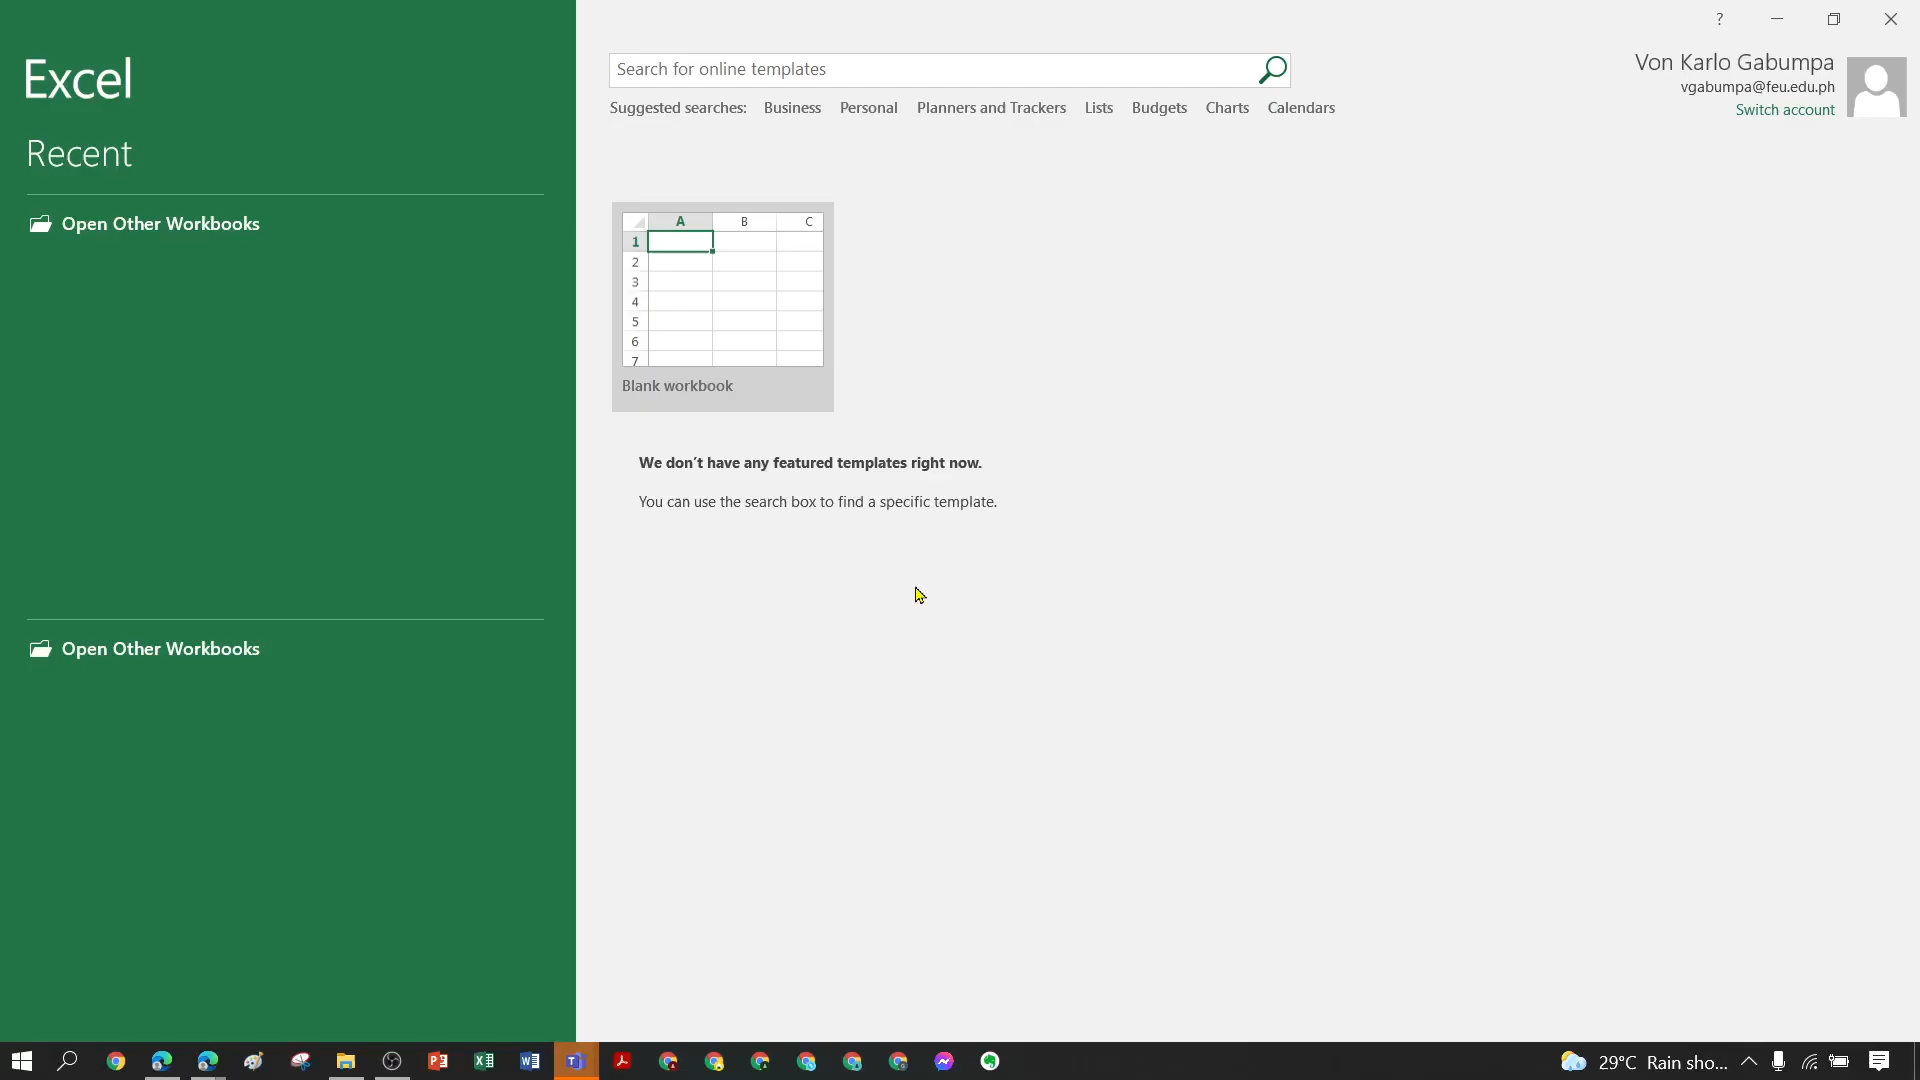 Excel
Recent
Open Other Workbooks
Open Other Workbooks
?
Search for online templates
Suggested searches: Business Personal Planners and Trackers Lists Budgets Charts Calendars
Von Karlo Gabumpa
vgabumpa@feu.edu.ph
Switch account
A B C
1
2
3
4
5
6
7
Blank workbook
We don't have any featured templates right now.
You can use the search box to find a specific template.
29°C Rain sho...